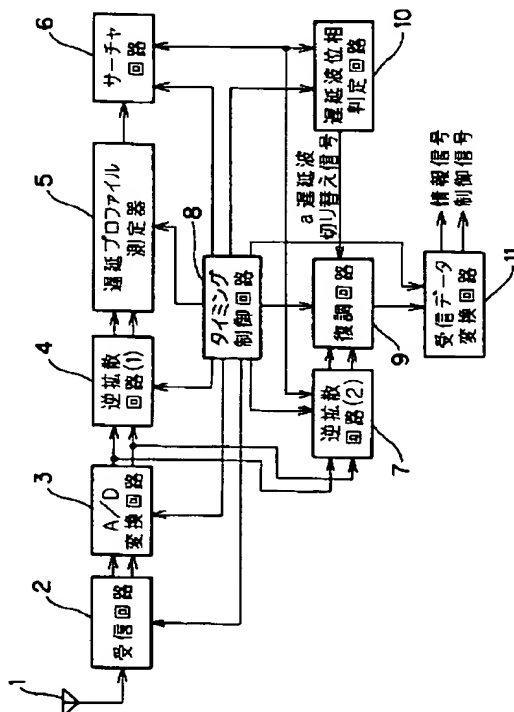 1
2
受信回路
3
A/D
変換回路
4
逆拡散
回路(1)
5
遅延プロファイル
測定器
6
サーチャ
回路
7
逆拡散
回路(2)
8
タイミング
制御回路
9
復調回路
a 遅延波
切り替え信号
10
遅延波位相
判定回路
11
受信データ
変換回路
情報信号
制御信号